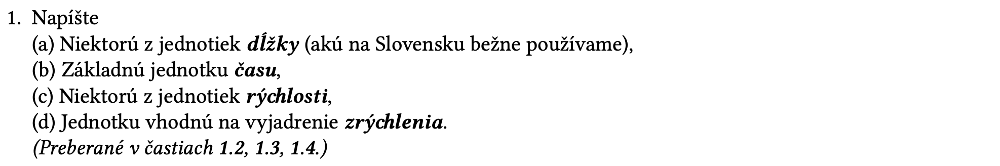 1. Napíšte
(a) Niektorú z jednotiek dĺžky (akú na Slovensku bežne používame),
(b) Základnú jednotku času,
(c) Niektorú z jednotiek rýchlosti,
(d) Jednotku vhodnú na vyjadrenie zrýchlenia.
(Preberané v častiach 1.2, 1.3, 1.4.)